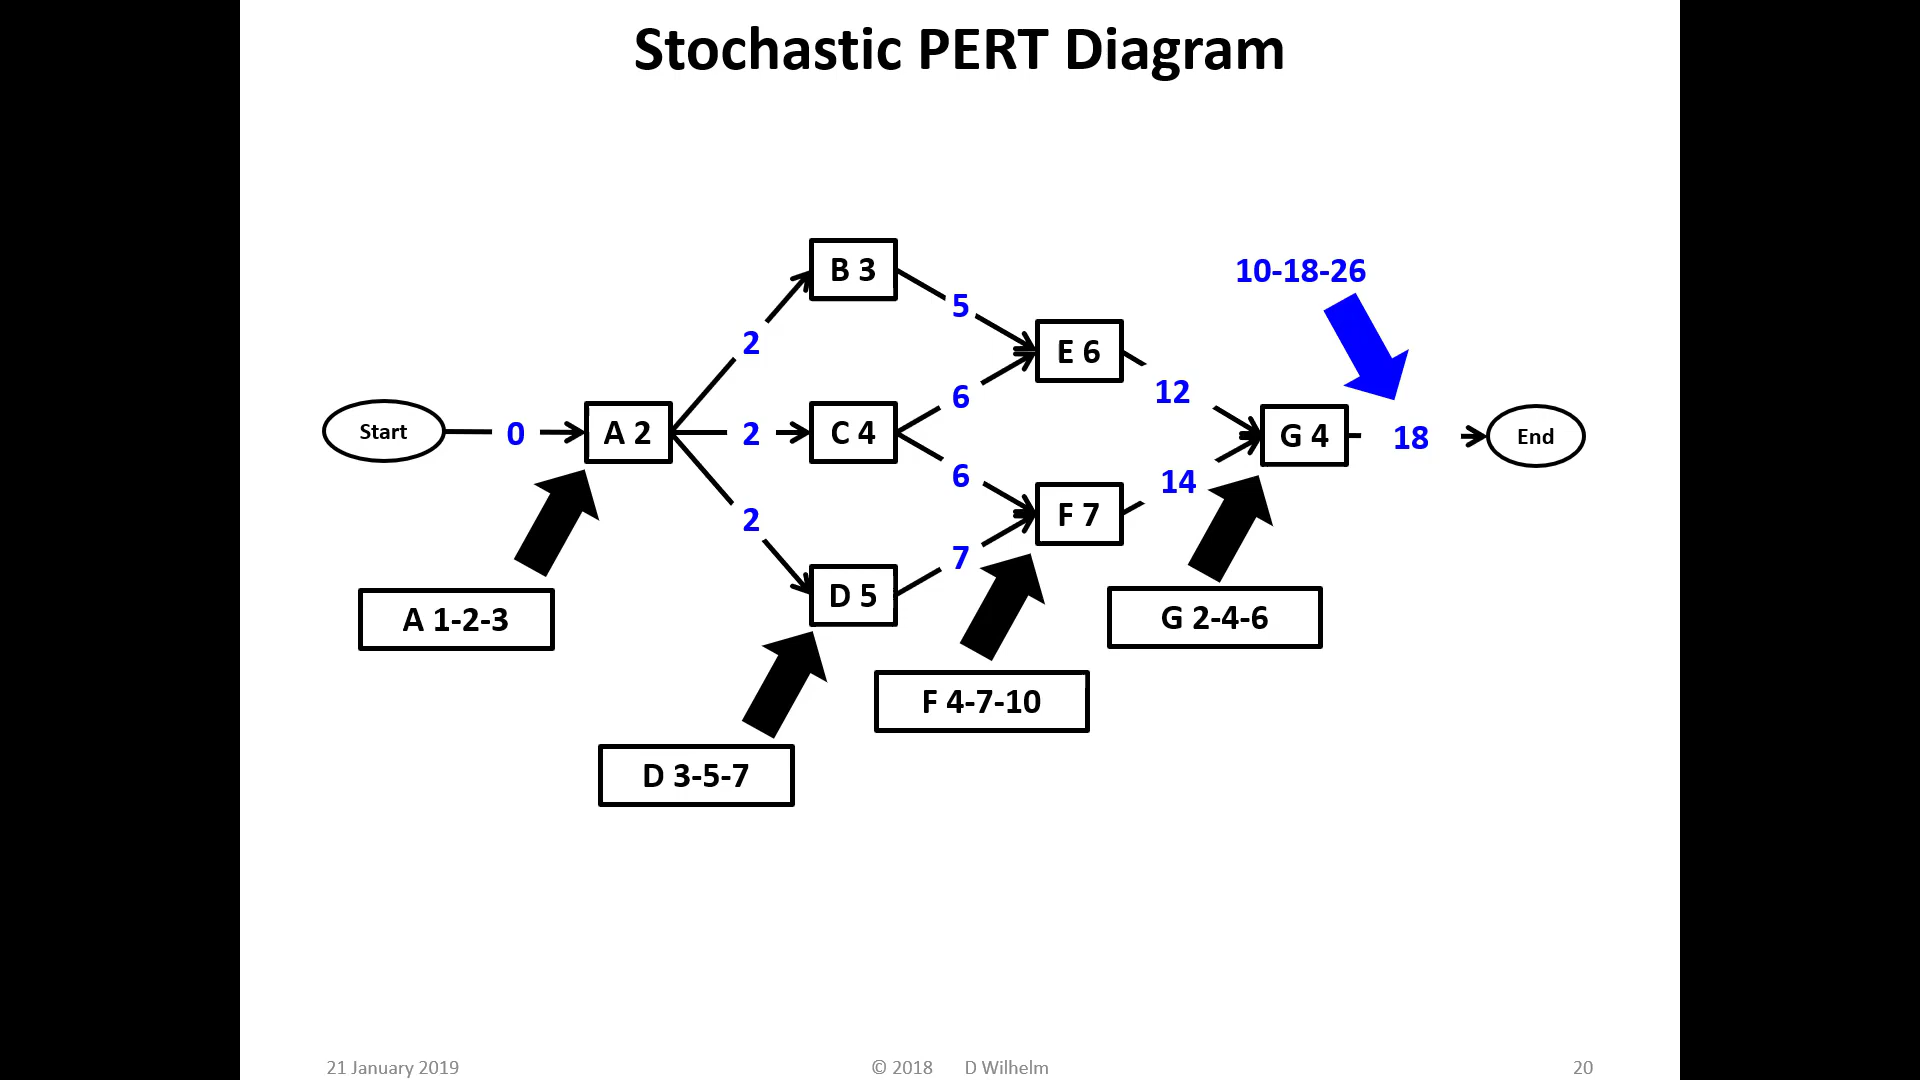 Stochastic PERT Diagram
B 3
10-18-26
5
2
E 6
12
6
Start
0
A 2
2
C 4
G 4
18
End
6
14
2
F 7
7
D 5
A 1-2-3
G 2-4-6
F 4-7-10
D 3-5-7
21 January 2019
© 2018 D Wilhelm
20